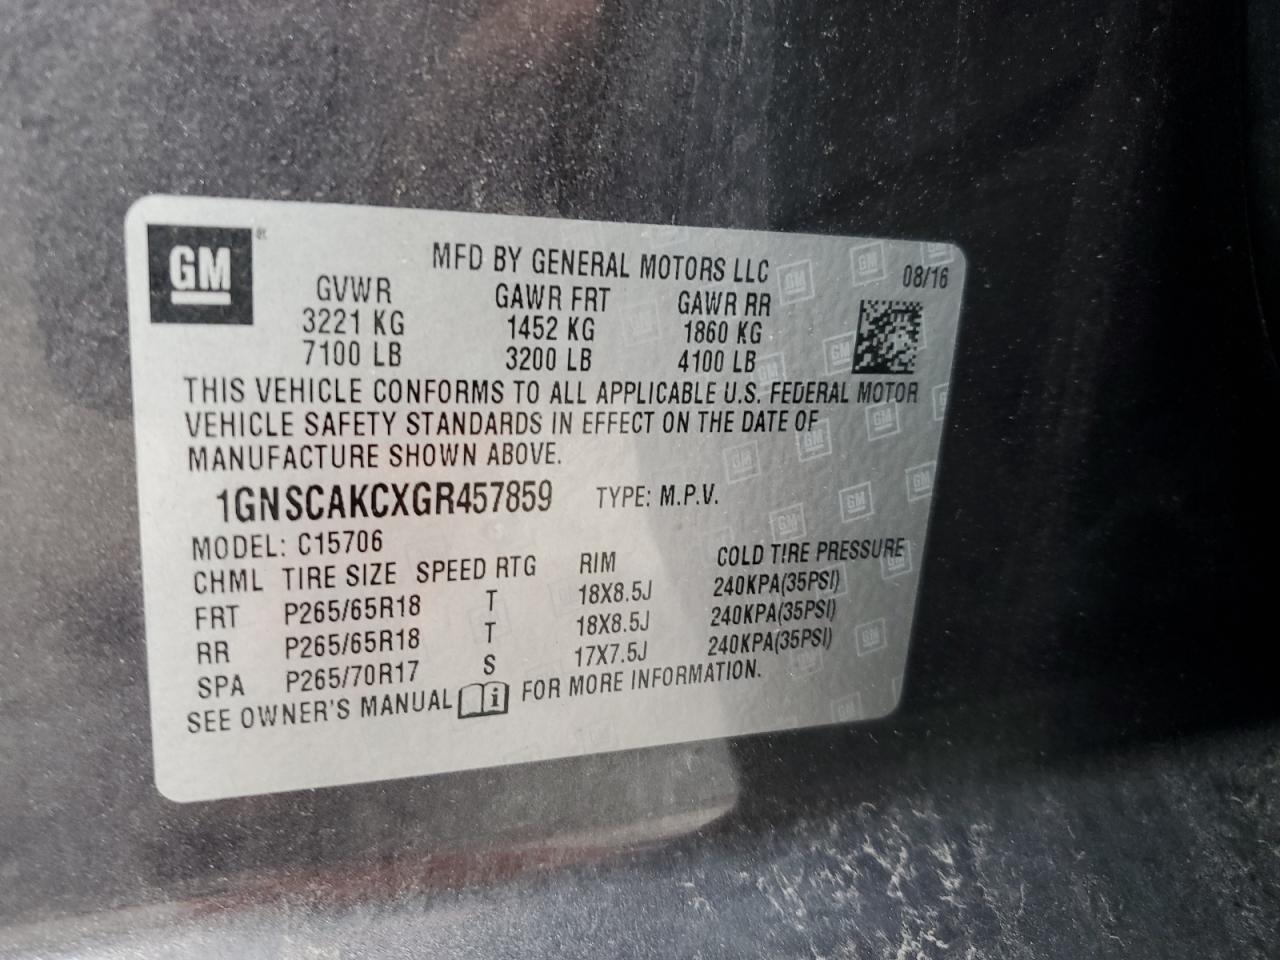 GM
MFD BY GENERAL MOTORS LLC
08/16
GVWR GAWR FRT GAWR RR
3221 KG 1452 KG 1860 KG
7100 LB 3200 LB 4100 LB
THIS VEHICLE CONFORMS TO ALL APPLICABLE U.S. FEDERAL MOTOR
VEHICLE SAFETY STANDARDS IN EFFECT ON THE DATE OF
MANUFACTURE SHOWN ABOVE.
1GNSCAKCXGR457859 TYPE: M.P.V.
MODEL: C15706
CHML TIRE SIZE SPEED RTG RIM COLD TIRE PRESSURE
FRT P265/65R18 T 18X8.5J 240KPA(35PSI)
RR P265/65R18 T 18X8.5J 240KPA(35PSI)
SPA P265/70R17 S 17X7.5J 240KPA(35PSI)
SEE OWNER'S MANUAL i FOR MORE INFORMATION.